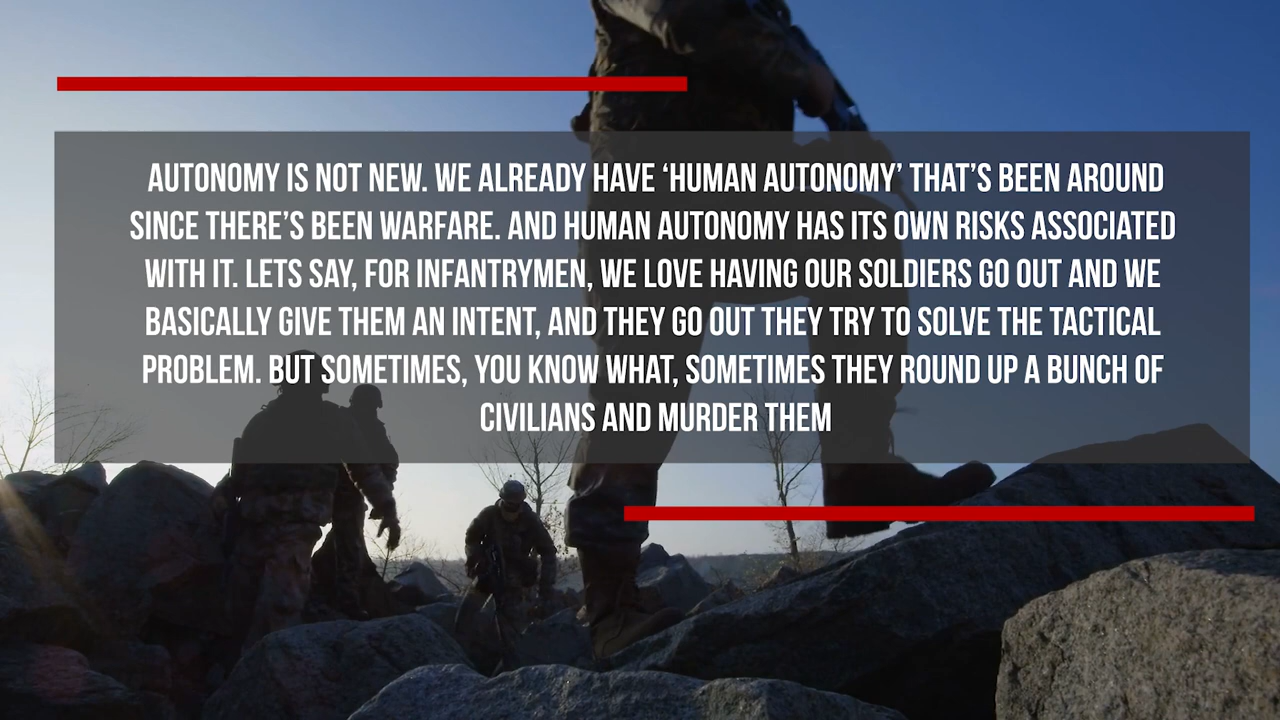 AUTONOMY IS NOT NEW. WE ALREADY HAVE ‘HUMAN AUTONOMY’ THAT’S BEEN AROUND
SINCE THERE’S BEEN WARFARE. AND HUMAN AUTONOMY HAS ITS OWN RISKS ASSOCIATED
WITH IT. LETS SAY, FOR INFANTRYMEN, WE LOVE HAVING OUR SOLDIERS GO OUT AND WE
BASICALLY GIVE THEM AN INTENT, AND THEY GO OUT THEY TRY TO SOLVE THE TACTICAL
PROBLEM. BUT SOMETIMES, YOU KNOW WHAT, SOMETIMES THEY ROUND UP A BUNCH OF
CIVILIANS AND MURDER THEM